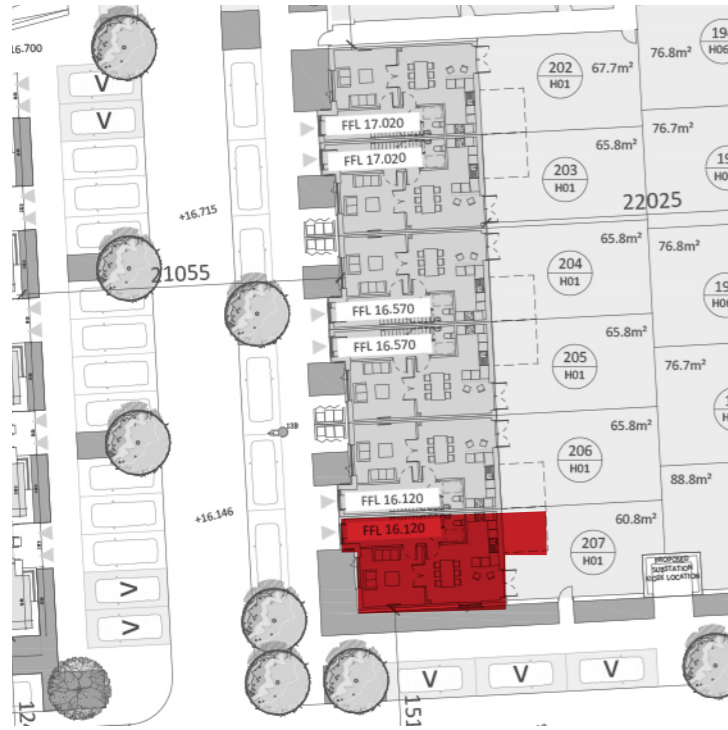 16.700
V
V
FFL 17.020
FFL 17.020
202
H01
67.7m²
76.8m²
H06
65.8m²
203
H01
76.7m²
22025
+16.715
21055
65.8m²
204
H01
76.8m²
FFL 16.570
FFL 16.570
65.8m²
205
H01
76.7m²
65.8m²
206
H01
88.8m²
+16.146
FFL 16.120
FFL 16.120
60.8m²
207
H01
PROPOSED
SUBSTATION
KIOSK LOCATION
V
V
V
V
V